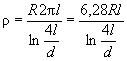 ρ = R2πl / ln 4l/d = 6,28Rl / ln 4l/d